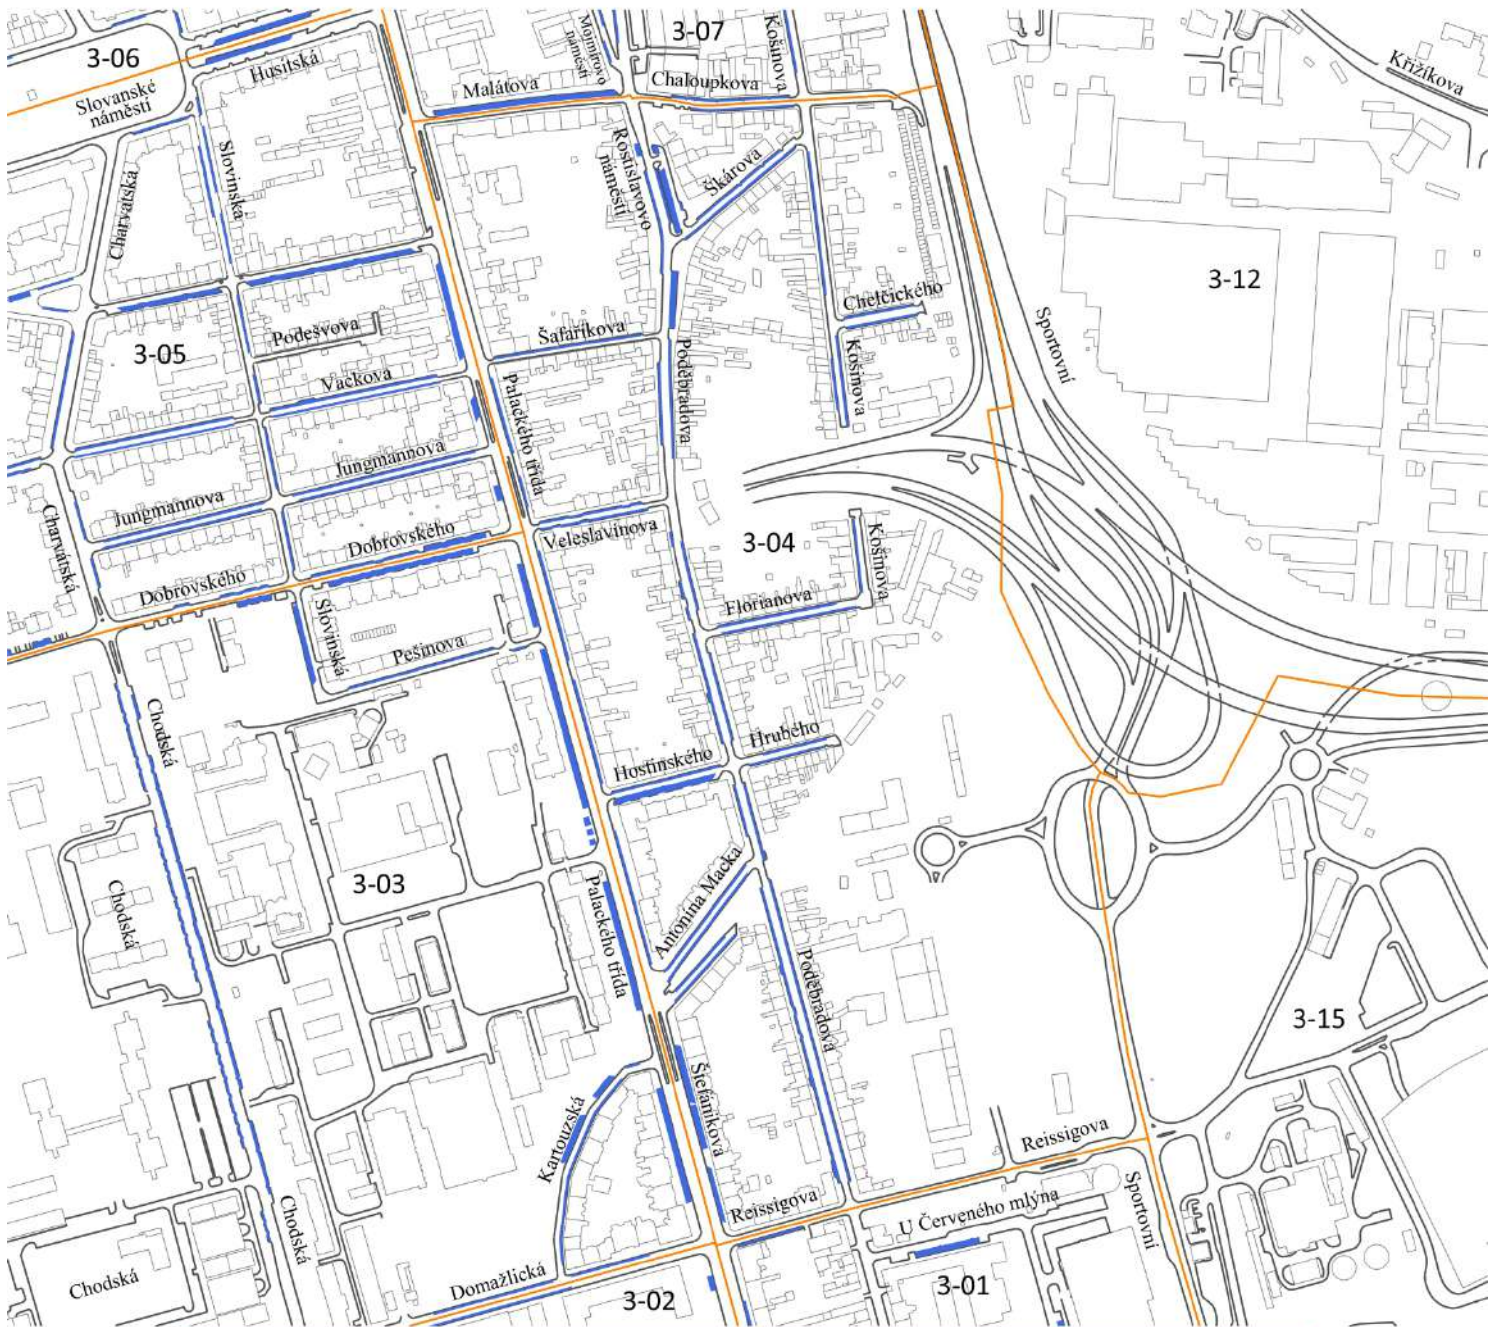 3-06
Slovanské
náměstí
Husitská
Malátova
Mojmírovo
náměstí
3-07
Chaloupkova
Košinova
Křižíkova
Charvatská
Slovinská
Rostislavovo
náměstí
Škárova
3-12
Chelčického
Podešvova
3-05
Šafaříkova
Sportovní
Vackova
Palackého třída
Poděbradova
Košinova
Jungmannova
Jungmannova
Charvatská
Dobrovského
Veleslavínova
3-04
Košinova
Dobrovského
Slovinská
Pešinova
Florianova
Chodská
Hostinského
Hrubého
3-03
Chodská
Palackého třída
Antonína Macka
Poděbradova
3-15
Kartouzská
Štefánikova
Reissigova
Chodská
Reissigova
U Červeného mlýna
Sportovní
Chodská
Domažlická
3-02
3-01